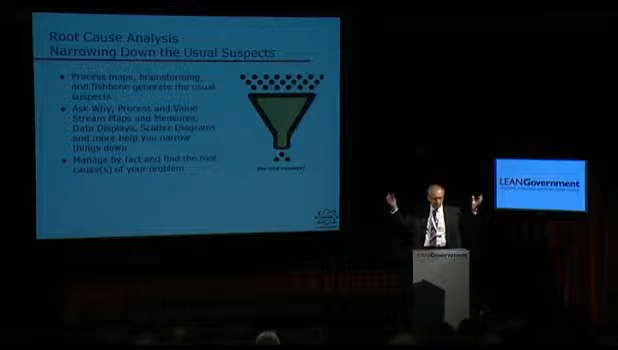 Root Cause Analysis
Narrowing Down the Usual Suspects
Process maps, brainstorming,
and fishbone generate the usual
suspects
Ask Why, Process and Value
Stream Maps and Measures,
Data Displays, Scatter Diagrams
and more help you narrow
things down
Manage by fact and find the root
cause(s) of your problem
LEANGovernment
LEANGovernment